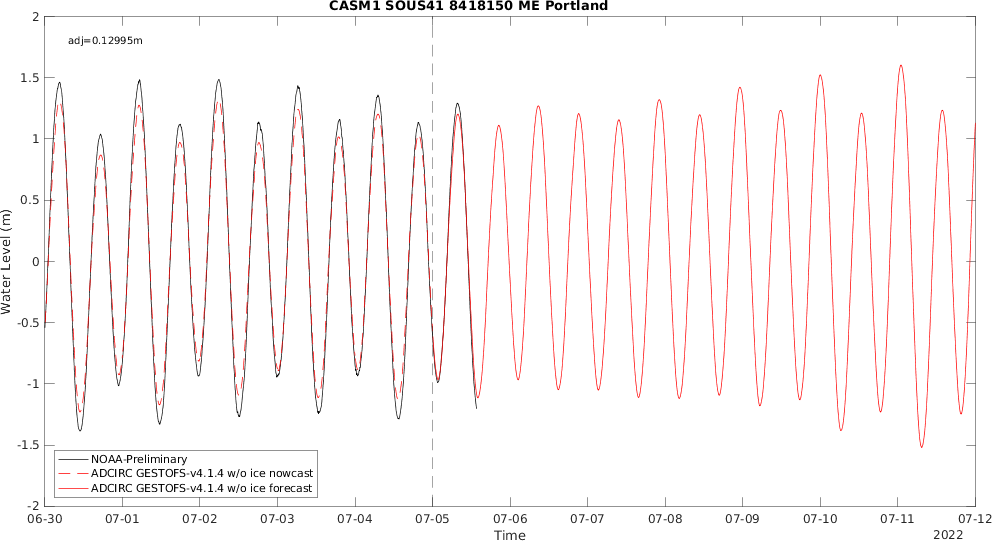 CASM1 SOUS41 8418150 ME Portland
adj=0.12995m
2
1.5
1
0.5
0
-0.5
-1
-1.5
-2
Water Level (m)
NOAA-Preliminary
ADCIRC GESTOFS-v4.1.4 w/o ice nowcast
ADCIRC GESTOFS-v4.1.4 w/o ice forecast
06-30 07-01 07-02 07-03 07-04 07-05 07-06 07-07 07-08 07-09 07-10 07-11 07-12
Time
2022